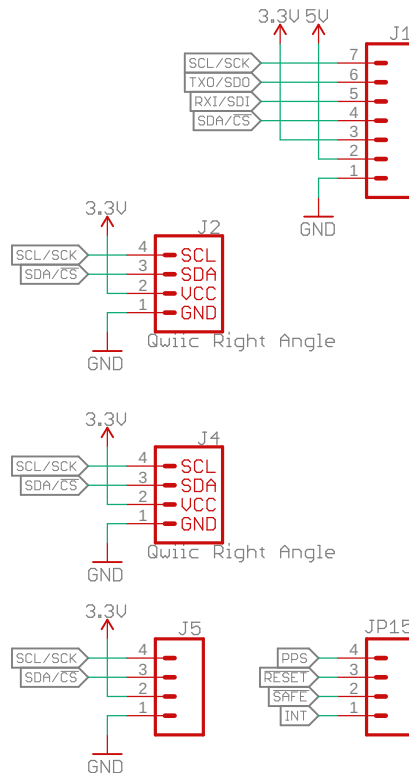 3.3V 5V
J1
SCL/SCK 7
TXO/SDO 6
RXI/SDI 5
SDA/CS 4
3
2
1
GND
3.3V
J2
SCL/SCK 4 SCL
SDA/CS 3 SDA
2 VCC
1 GND
GND
Qwiic Right Angle
3.3V
J4
SCL/SCK 4 SCL
SDA/CS 3 SDA
2 VCC
1 GND
GND
Qwiic Right Angle
3.3V
J5
SCL/SCK 4
SDA/CS 3
2
1
GND
JP15
PPS 4
RESET 3
SAFE 2
INT 1